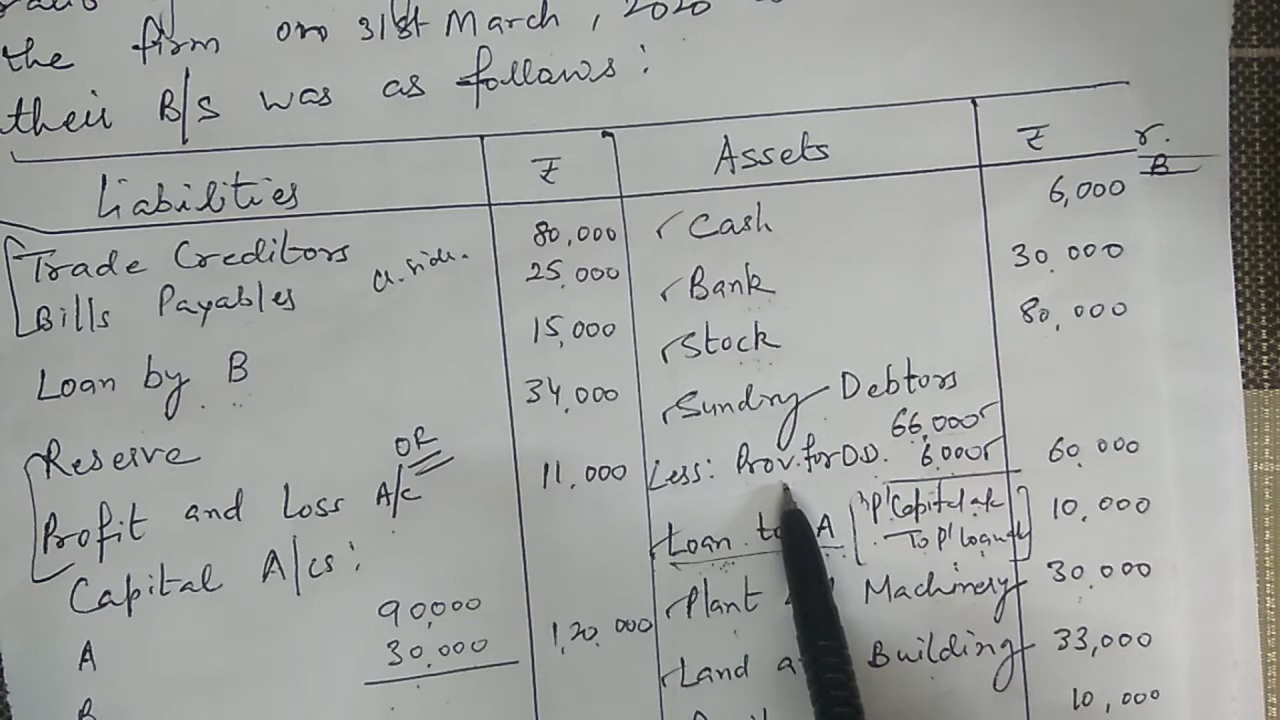 the firm on 31st March, 2020
their B/S was as follows:
Liabilities ₹ Assets ₹
Trade Creditors 80,000 Cash 6,000
Bills Payables 25,000 Bank 30,000
Loan by B 15,000 Stock 80,000
Reserve 34,000 Sundry Debtors 66,000
Profit and Loss A/c OR 11,000 Less: Prov. for D.D. 6,000 60,000
Capital A/cs: Loan to A 10,000
P' Capital A/c
To P' Loan
A 90,000 Plant Machinery 30,000
B 30,000 1,20,000 Land Building 33,000
10,000